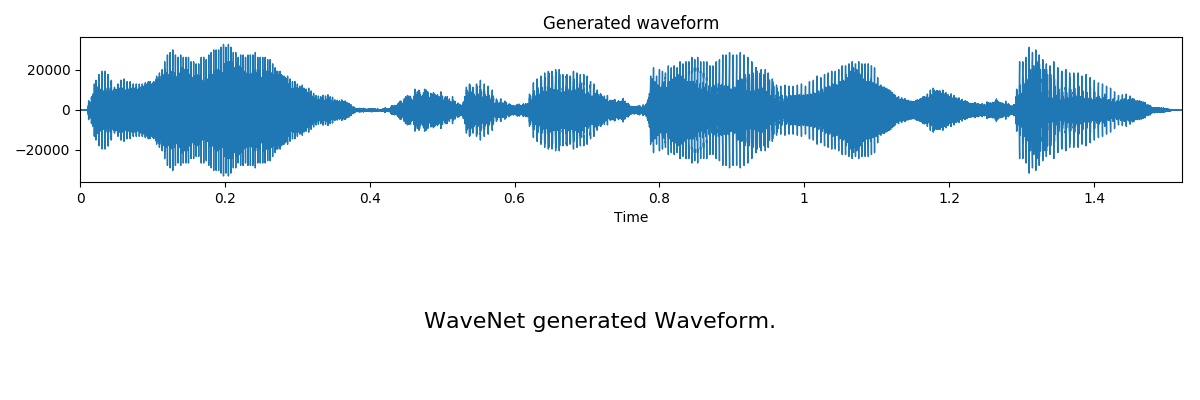 Generated waveform
20000
0
−20000
0 0.2 0.4 0.6 0.8 1 1.2 1.4
Time
WaveNet generated Waveform.